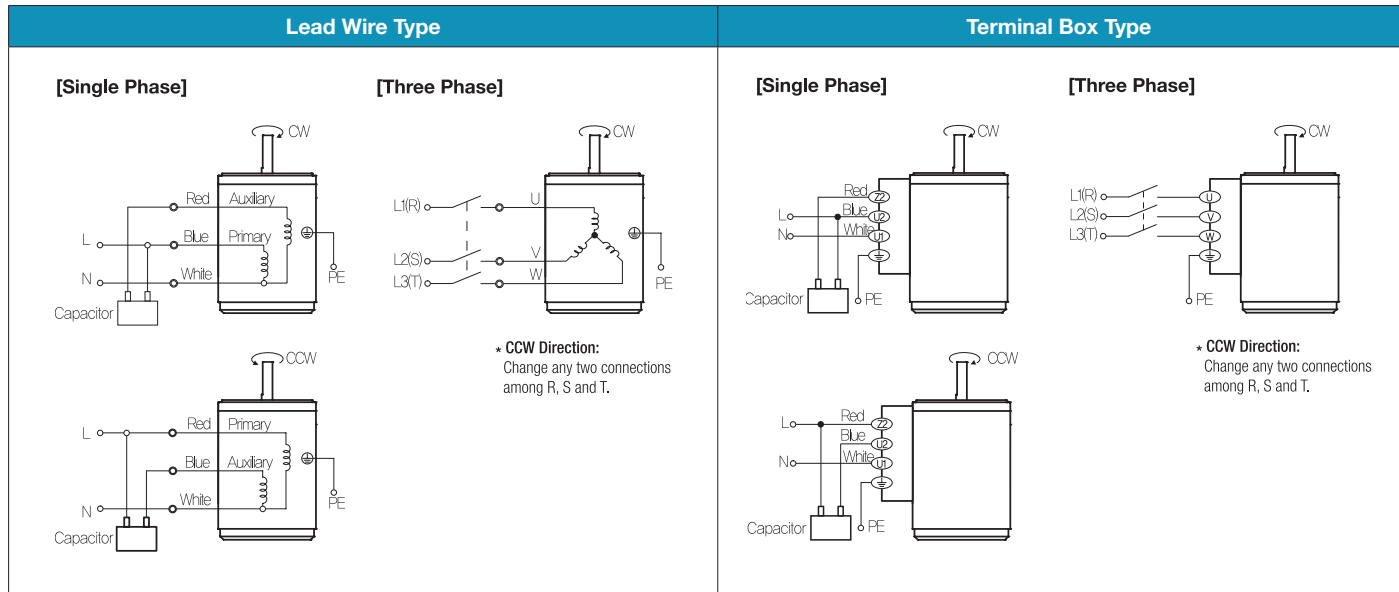 Lead Wire Type
[Single Phase]
[Three Phase]
CW
Red Auxiliary
L
Blue Primary
N
White
PE
Capacitor
CW
L1(R)
U
L2(S)
V
L3(T)
W
PE
* CCW Direction:
Change any two connections
among R, S and T.
CCW
L
Red Primary
Blue Auxiliary
N
White
PE
Capacitor
Terminal Box Type
[Single Phase]
[Three Phase]
CW
Red Z2
L
Blue U2
N
White U1
Capacitor
PE
CW
L1(R)
U
L2(S)
V
L3(T)
W
PE
* CCW Direction:
Change any two connections
among R, S and T.
CCW
L
Red Z2
Blue U2
N
White U1
Capacitor
PE